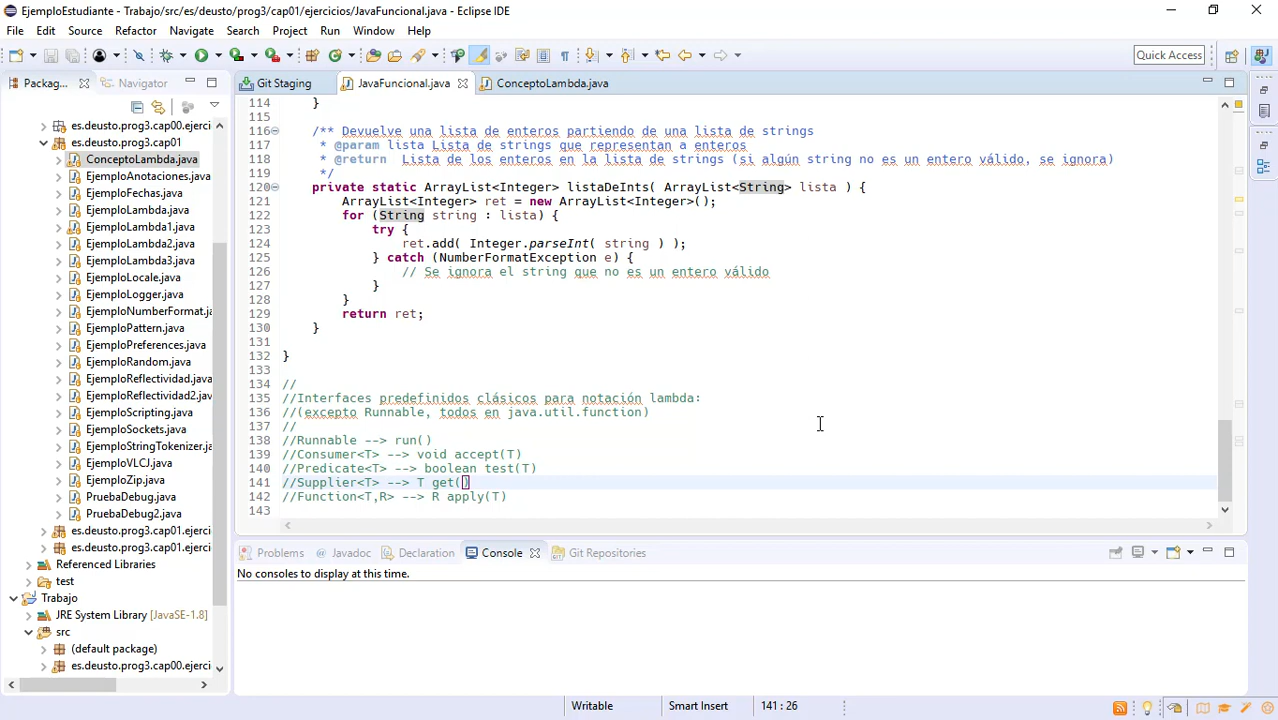 EjemploEstudiante - Trabajo/src/es/deusto/prog3/cap01/ejercicios/JavaFuncional.java - Eclipse IDE
File Edit Source Refactor Navigate Search Project Run Window Help
Quick Access
Packag...
Navigator
es.deusto.prog3.cap00.ejerci
es.deusto.prog3.cap01
ConceptoLambda.java
EjemploAnotaciones.java
EjemploFechas.java
EjemploLambda.java
EjemploLambda1.java
EjemploLambda2.java
EjemploLambda3.java
EjemploLocale.java
EjemploLogger.java
EjemploNumberFormat.ja
EjemploPattern.java
EjemploPreferences.java
EjemploRandom.java
EjemploReflectividad.java
EjemploReflectividad2.jav
EjemploScripting.java
EjemploSockets.java
EjemploStringTokenizer.ja
EjemploVLCJ.java
EjemploZip.java
PruebaDebug.java
PruebaDebug2.java
es.deusto.prog3.cap01.ejerci
es.deusto.prog3.cap01.ejerci
Referenced Libraries
test
Trabajo
JRE System Library [JavaSE-1.8]
src
(default package)
es.deusto.prog3.cap00.ejerci
Git Staging
JavaFuncional.java
ConceptoLambda.java
114 }
115
116 /** Devuelve una lista de enteros partiendo de una lista de strings
117 * @param lista Lista de strings que representan a enteros
118 * @return Lista de los enteros en la lista de strings (si algún string no es un entero válido, se ignora)
119 */
120 private static ArrayList<Integer> listaDeInts( ArrayList<String> lista ) {
121 ArrayList<Integer> ret = new ArrayList<Integer>();
122 for (String string : lista) {
123 try {
124 ret.add( Integer.parseInt( string ) );
125 } catch (NumberFormatException e) {
126 // Se ignora el string que no es un entero válido
127 }
128 }
129 return ret;
130 }
131
132 }
133
134 //
135 //Interfaces predefinidos clásicos para notación lambda:
136 //(excepto Runnable, todos en java.util.function)
137 //
138 //Runnable --> run()
139 //Consumer<T> --> void accept(T)
140 //Predicate<T> --> boolean test(T)
141 //Supplier<T> --> T get()
142 //Function<T,R> --> R apply(T)
143
Problems
Javadoc
Declaration
Console
Git Repositories
No consoles to display at this time.
Writable
Smart Insert
141 : 26